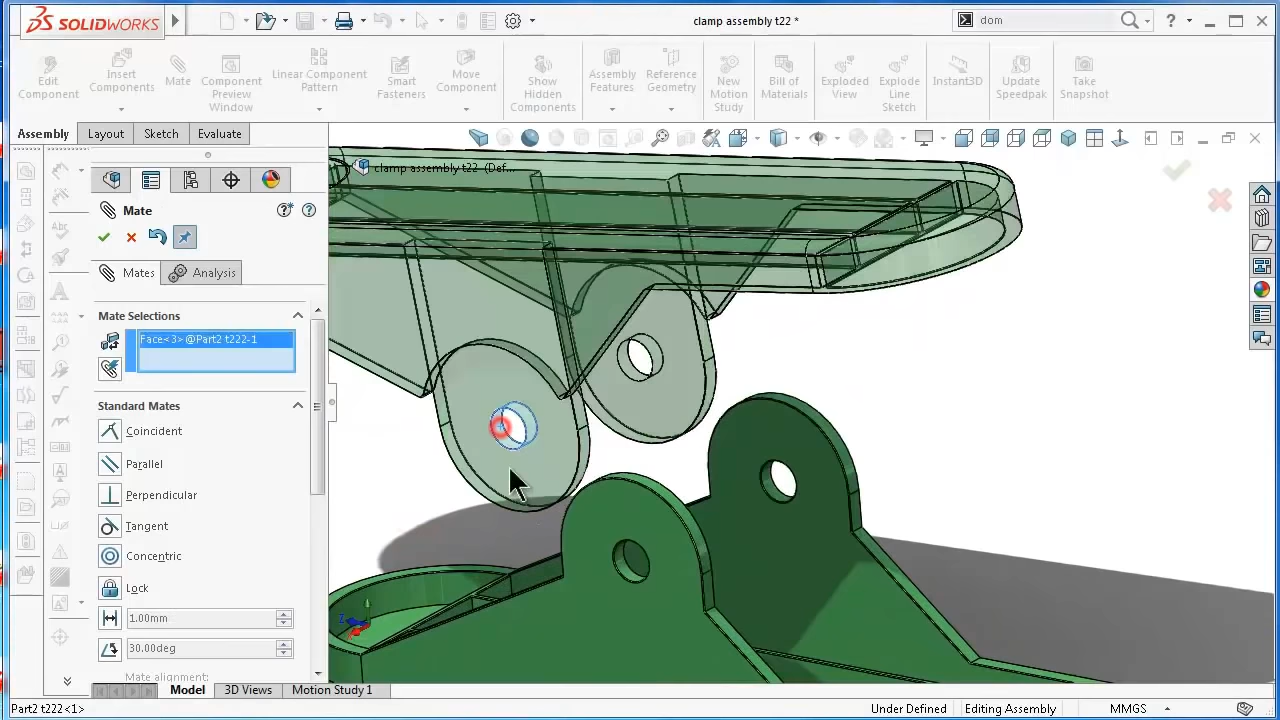 SOLIDWORKS
clamp assembly t22 *
dom
Edit Component
Insert Components
Mate
Component Preview Window
Linear Component Pattern
Smart Fasteners
Move Component
Show Hidden Components
Assembly Features
Reference Geometry
New Motion Study
Bill of Materials
Exploded View
Explode Line Sketch
Instant3D
Update Speedpak
Take Snapshot
Assembly
Layout
Sketch
Evaluate
clamp assembly t22 (Def...
Mate
Mates
Analysis
Mate Selections
Face<3>@Part2 t222-1
Standard Mates
Coincident
Parallel
Perpendicular
Tangent
Concentric
Lock
1.00mm
30.00deg
Mate alignment:
Model
3D Views
Motion Study 1
Part2 t222<1>
Under Defined
Editing Assembly
MMGS